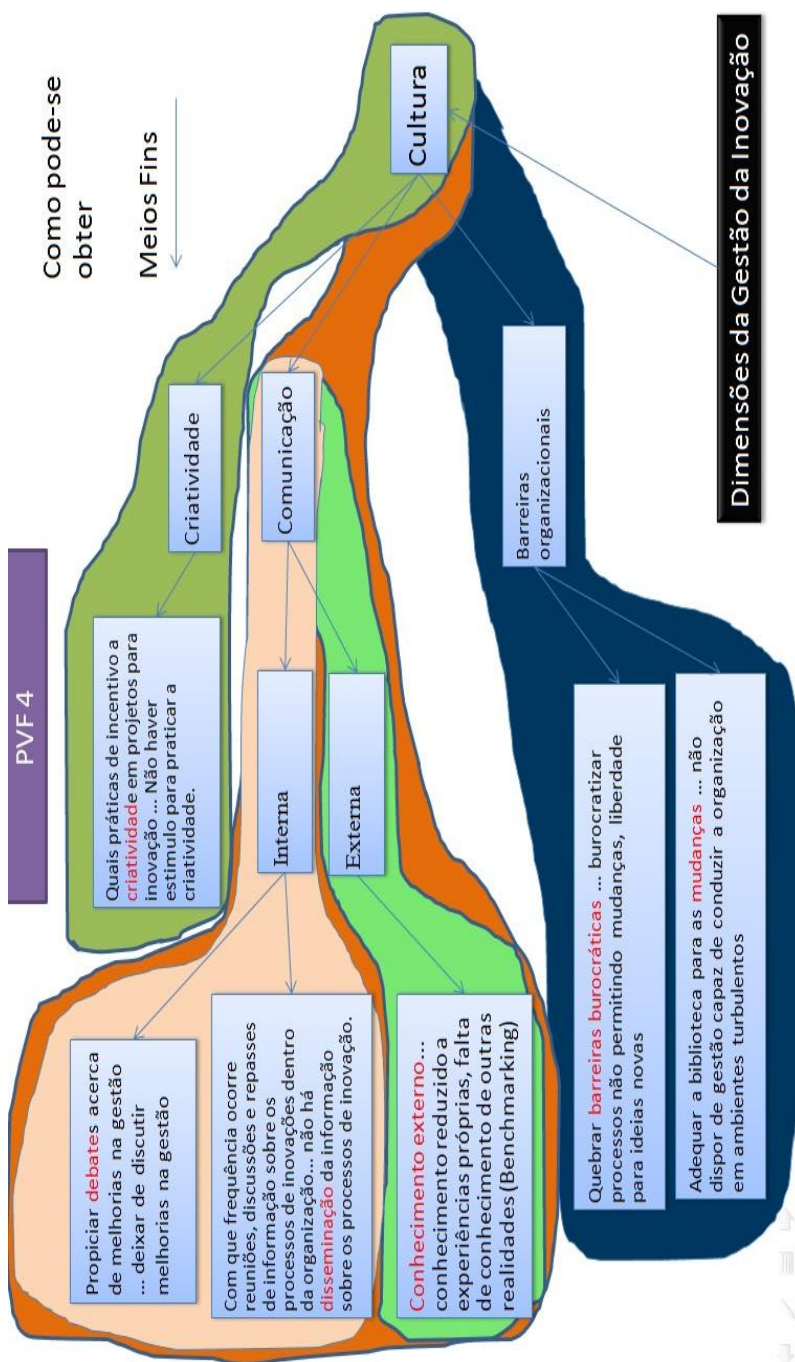 PVF 4
Como pode-se
obter
Meios Fins
Dimensões da Gestão da Inovação
Cultura
Criatividade
Comunicação
Barreiras
organizacionais
Quais práticas de incentivo a
criatividade em projetos para
inovação ... Não haver
estimulo para praticar a
criatividade.
Interna
Externa
Propiciar debates acerca
de melhorias na gestão
... deixar de discutir
melhorias na gestão
Com que frequência ocorre
reuniões, discussões e repasses
de informação sobre os
processos de inovações dentro
da organização... não há
disseminação da informação
sobre os processos de inovação.
Conhecimento externo...
conhecimento reduzido a
experiências próprias, falta
de conhecimento de outras
realidades (Benchmarking)
Quebrar barreiras burocráticas ... burocratizar
processos não permitindo mudanças, liberdade
para ideias novas
Adequar a biblioteca para as mudanças ... não
dispor de gestão capaz de conduzir a organização
em ambientes turbulentos